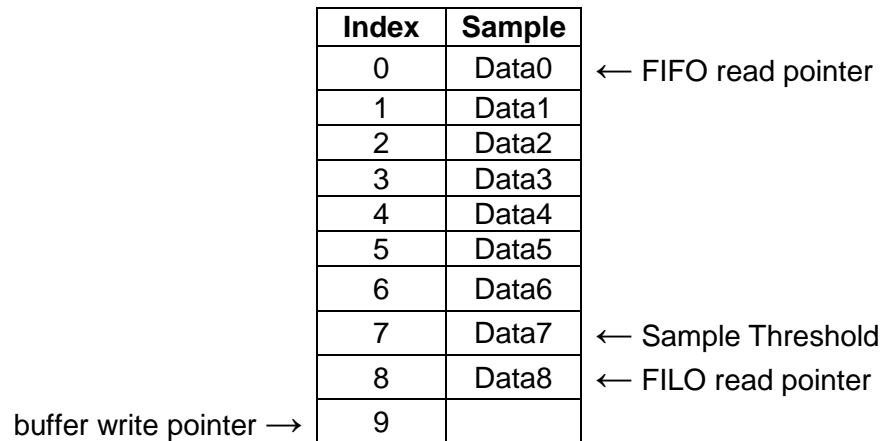 Index Sample
0 Data0 ← FIFO read pointer
1 Data1
2 Data2
3 Data3
4 Data4
5 Data5
6 Data6
7 Data7 ← Sample Threshold
8 Data8 ← FILO read pointer
buffer write pointer → 9